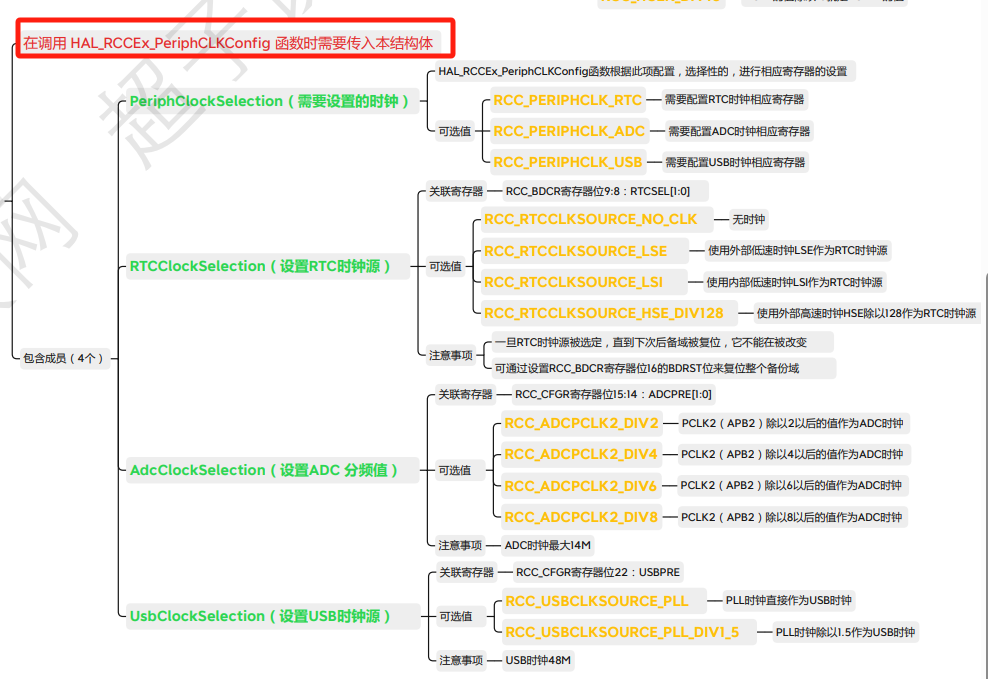 在调用 HAL_RCCEx_PeriphCLKConfig 函数时需要传入本结构体
包含成员（4个）
PeriphClockSelection（需要设置的时钟）
HAL_RCCEx_PeriphCLKConfig函数根据此项配置，选择性的，进行相应寄存器的设置
可选值
RCC_PERIPHCLK_RTC
需要配置RTC时钟相应寄存器
RCC_PERIPHCLK_ADC
需要配置ADC时钟相应寄存器
RCC_PERIPHCLK_USB
需要配置USB时钟相应寄存器
RTCClockSelection（设置RTC时钟源）
关联寄存器
RCC_BDCR寄存器位9:8：RTCSEL[1:0]
可选值
RCC_RTCCLKSOURCE_NO_CLK
无时钟
RCC_RTCCLKSOURCE_LSE
使用外部低速时钟LSE作为RTC时钟源
RCC_RTCCLKSOURCE_LSI
使用内部低速时钟LSI作为RTC时钟源
RCC_RTCCLKSOURCE_HSE_DIV128
使用外部高速时钟HSE除以128作为RTC时钟源
注意事项
一旦RTC时钟源被选定，直到下次后备域被复位，它不能在被改变
可通过设置RCC_BDCR寄存器位16的BDRST位来复位整个备份域
AdcClockSelection（设置ADC 分频值）
关联寄存器
RCC_CFGR寄存器位15:14：ADCPRE[1:0]
可选值
RCC_ADCPCLK2_DIV2
PCLK2（APB2）除以2以后的值作为ADC时钟
RCC_ADCPCLK2_DIV4
PCLK2（APB2）除以4以后的值作为ADC时钟
RCC_ADCPCLK2_DIV6
PCLK2（APB2）除以6以后的值作为ADC时钟
RCC_ADCPCLK2_DIV8
PCLK2（APB2）除以8以后的值作为ADC时钟
注意事项
ADC时钟最大14M
UsbClockSelection（设置USB时钟源）
关联寄存器
RCC_CFGR寄存器位22：USBPRE
可选值
RCC_USBCLKSOURCE_PLL
PLL时钟直接作为USB时钟
RCC_USBCLKSOURCE_PLL_DIV1_5
PLL时钟除以1.5作为USB时钟
注意事项
USB时钟48M
超子
网